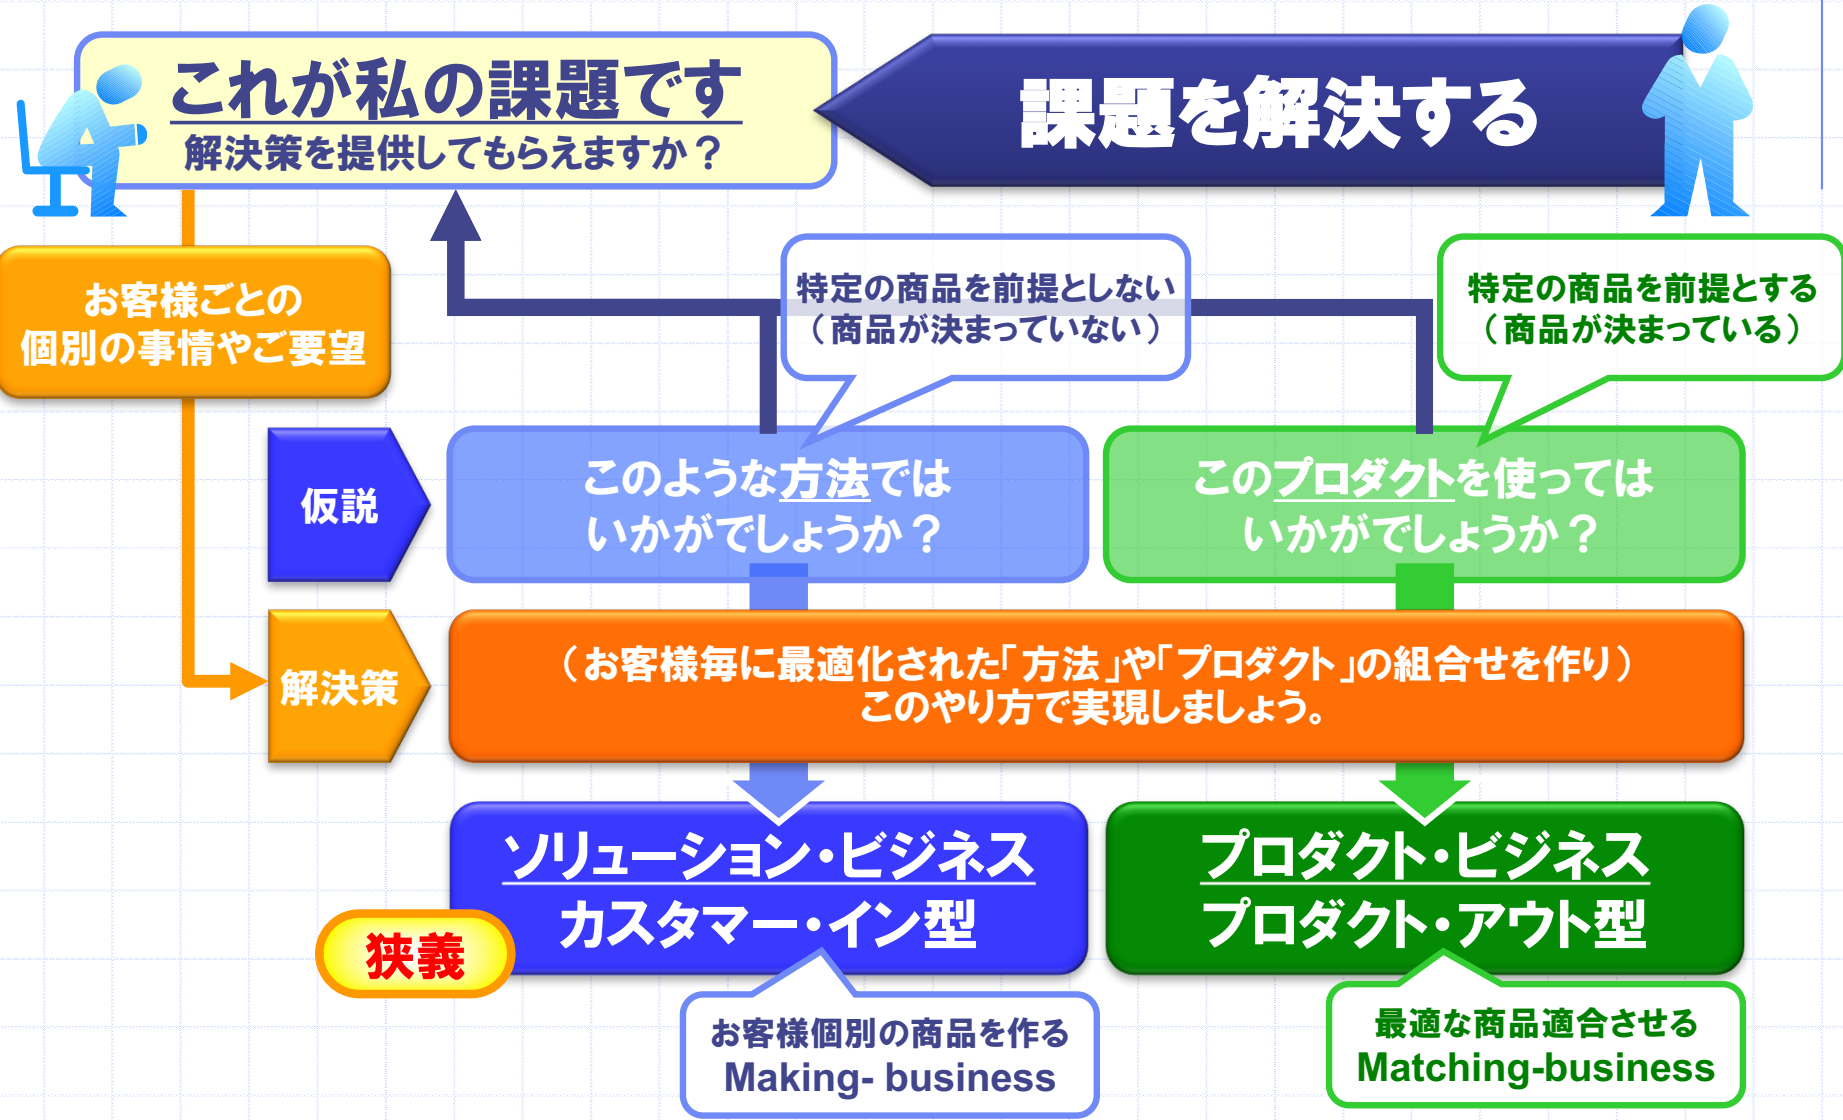 これが私の課題です
解決策を提供してもらえますか？
課題を解決する
お客様ごとの
個別の事情やご要望
特定の商品を前提としない
（商品が決まっていない）
特定の商品を前提とする
（商品が決まっている）
仮説
このような方法では
いかがでしょうか？
このプロダクトを使っては
いかがでしょうか？
解決策
（お客様毎に最適化された「方法」や「プロダクト」の組合せを作り）
このやり方で実現しましょう。
ソリューション・ビジネス
カスタマー・イン型
プロダクト・ビジネス
プロダクト・アウト型
狭義
お客様個別の商品を作る
Making- business
最適な商品適合させる
Matching-business